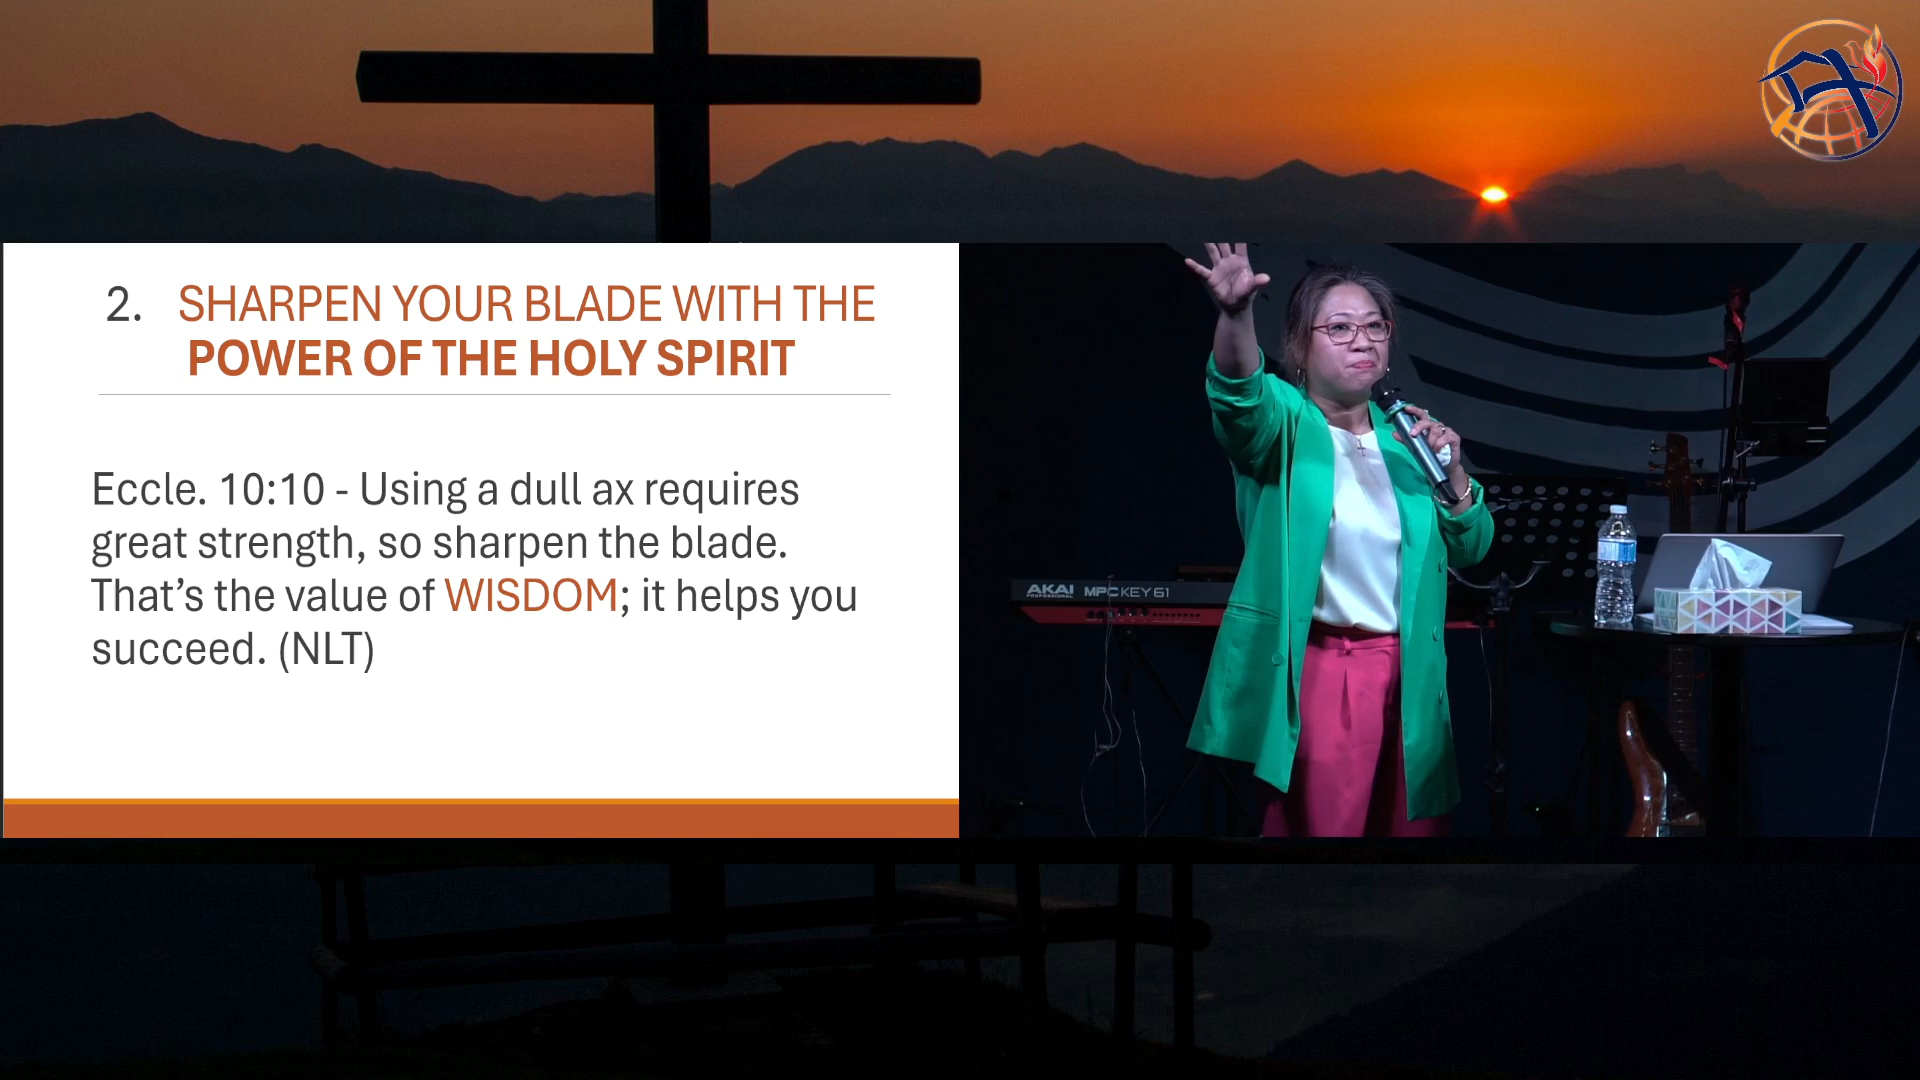 2. SHARPEN YOUR BLADE WITH THE
POWER OF THE HOLY SPIRIT
Eccle. 10:10 - Using a dull ax requires
great strength, so sharpen the blade.
That’s the value of WISDOM; it helps you
succeed. (NLT)
AKAI PROFESSIONAL MPC KEY 61